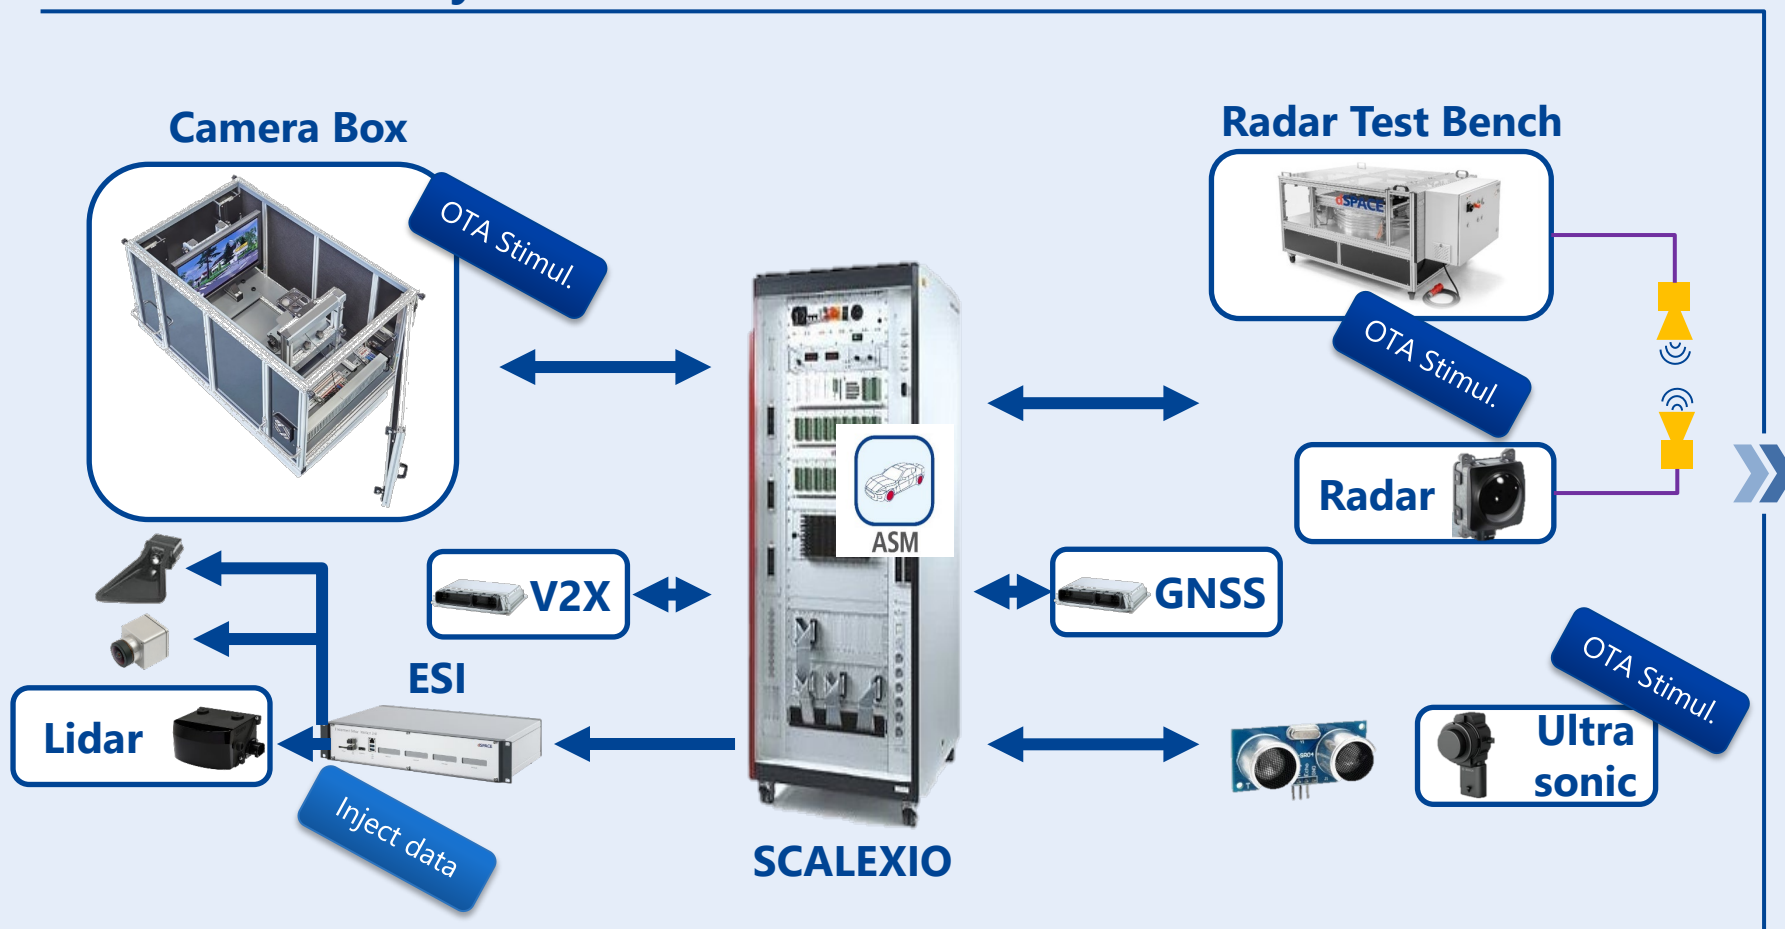 Camera Box
Radar Test Bench
OTA Stimul.
dSPACE
OTA Stimul.
Radar
ASM
V2X
GNSS
ESI
OTA Stimul.
Lidar
Ultra
sonic
Inject data
SCALEXIO